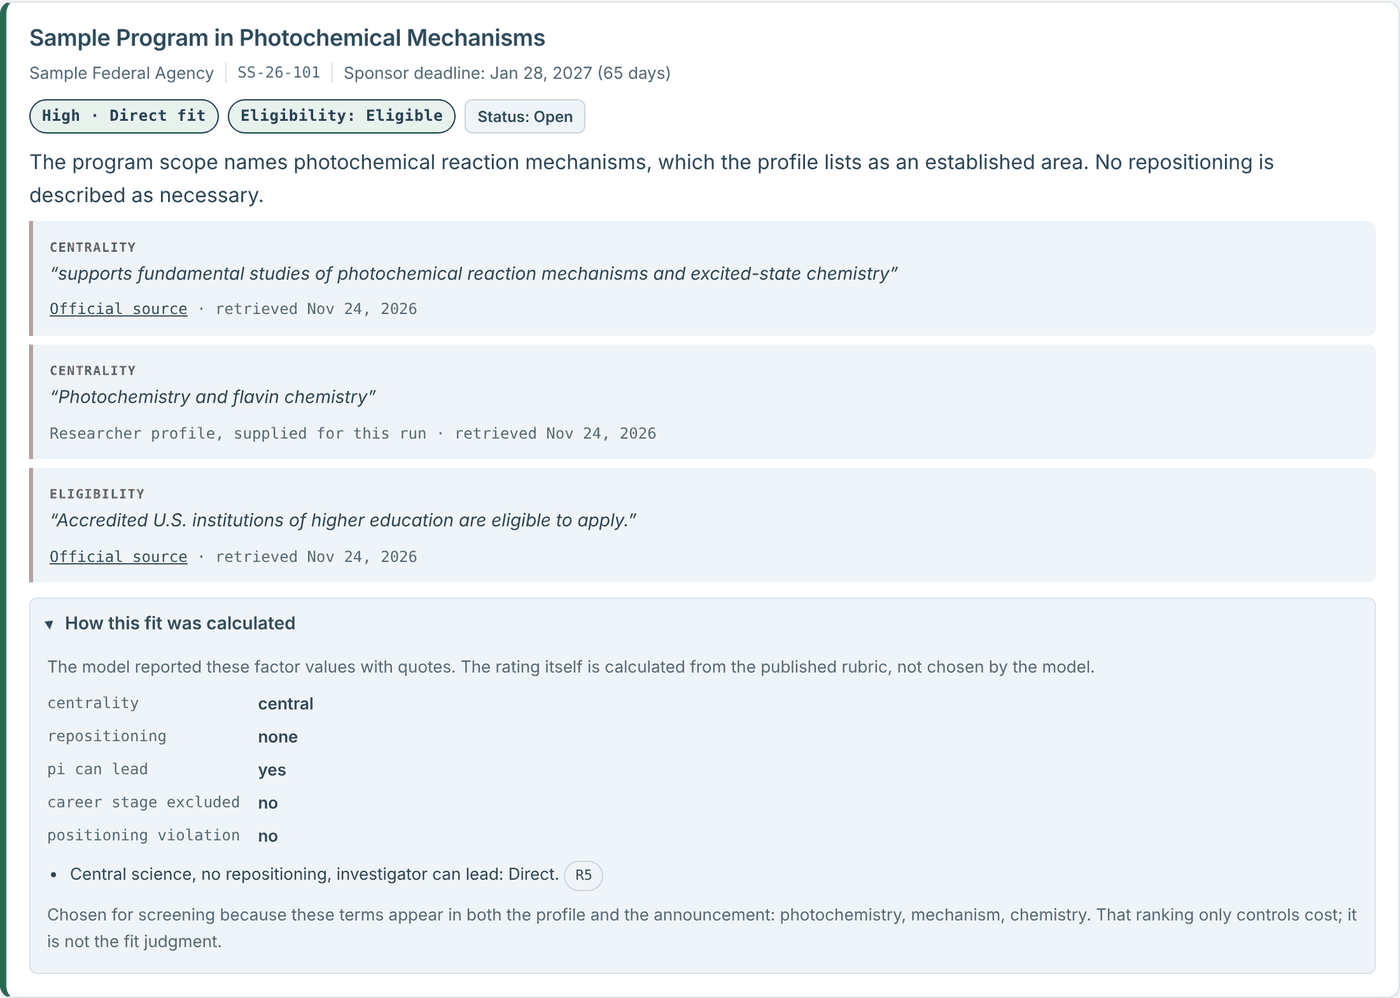 Sample Program in Photochemical Mechanisms
Sample Federal Agency SS-26-101 Sponsor deadline: Jan 28, 2027 (65 days)
High · Direct fit Eligibility: Eligible Status: Open
The program scope names photochemical reaction mechanisms, which the profile lists as an established area. No repositioning is
described as necessary.
CENTRALITY
“supports fundamental studies of photochemical reaction mechanisms and excited-state chemistry”
Official source · retrieved Nov 24, 2026
CENTRALITY
“Photochemistry and flavin chemistry”
Researcher profile, supplied for this run · retrieved Nov 24, 2026
ELIGIBILITY
“Accredited U.S. institutions of higher education are eligible to apply.”
Official source · retrieved Nov 24, 2026
▾ How this fit was calculated
The model reported these factor values with quotes. The rating itself is calculated from the published rubric, not chosen by the model.
centrality central
repositioning none
pi can lead yes
career stage excluded no
positioning violation no
• Central science, no repositioning, investigator can lead: Direct. R5
Chosen for screening because these terms appear in both the profile and the announcement: photochemistry, mechanism, chemistry. That ranking only controls cost; it
is not the fit judgment.